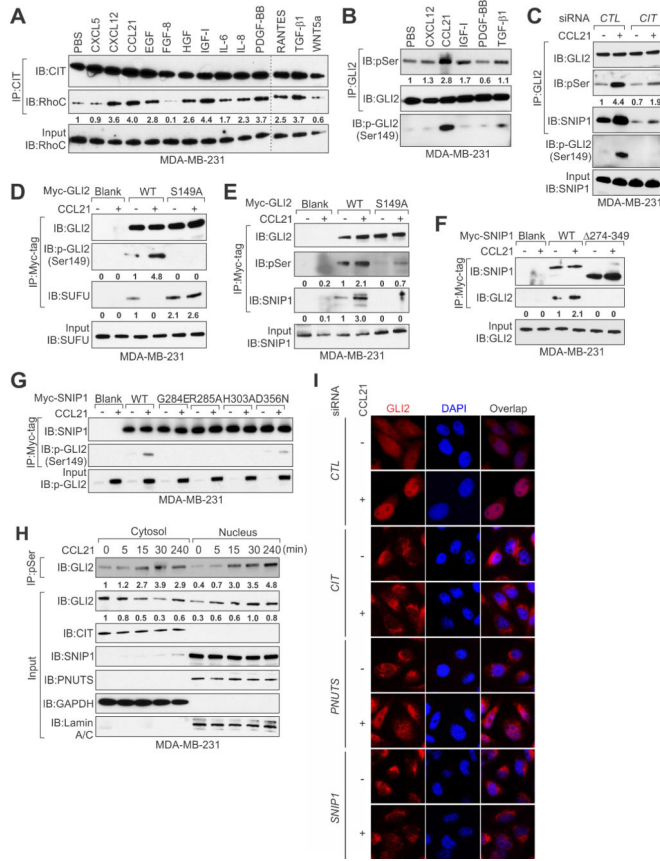 A
PBS CXCL5 CXCL12 CCL21 EGF FGF-8 HGF IGF-I IL-6 IL-8 PDGF-BB RANTES TGF-β1 WNT5a
IP:CIT
IB:CIT
IB:RhoC
1 0.9 3.6 4.0 2.8 0.1 2.6 4.4 1.7 2.3 3.7 2.5 3.7 0.6
Input
IB:RhoC
MDA-MB-231
B
PBS CXCL12 CCL21 IGF-I PDGF-BB TGF-β1
IP:GLI2
IB:pSer
1 1.3 2.8 1.7 0.6 1.1
IB:GLI2
IB:p-GLI2
(Ser149)
MDA-MB-231
C
siRNA CTL CIT
CCL21 - + - +
IP:GLI2
IB:GLI2
IB:pSer
1 4.4 0.7 1.9
IB:SNIP1
IB:p-GLI2
(Ser149)
Input
IB:SNIP1
MDA-MB-231
D
Myc-GLI2 Blank WT S149A
CCL21 - + - + - +
IP:Myc-tag
IB:GLI2
IB:p-GLI2
(Ser149)
0 0 1 4.8 0 0
IB:SUFU
0 0 1 0 2.1 2.6
Input
IB:SUFU
MDA-MB-231
E
Myc-GLI2 Blank WT S149A
CCL21 - + - + - +
IP:Myc-tag
IB:GLI2
IB:pSer
0 0.2 1 2.1 0 0.7
IB:SNIP1
0 0.1 1 3.0 0 0
Input
IB:SNIP1
MDA-MB-231
F
Myc-SNIP1 Blank WT Δ274-349
CCL21 - + - + - +
IP:Myc-tag
IB:SNIP1
IB:GLI2
0 0 1 2.1 0 0
Input
IB:GLI2
MDA-MB-231
G
Myc-SNIP1 Blank WT G284E R285A H303A D356N
CCL21 - + - + - + - + - + - +
IP:Myc-tag
IB:SNIP1
IB:p-GLI2
(Ser149)
Input
IB:p-GLI2
MDA-MB-231
H
Cytosol Nucleus
CCL21 0 5 15 30 240 0 5 15 30 240 (min)
IP:pSer
IB:GLI2
1 1.2 2.7 3.9 2.9 0.4 0.7 3.0 3.5 4.8
Input
IB:GLI2
1 0.8 0.5 0.3 0.6 0.3 0.6 0.6 1.0 0.8
IB:CIT
IB:SNIP1
IB:PNUTS
IB:GAPDH
IB:Lamin
A/C
MDA-MB-231
I
siRNA CCL21 GLI2 DAPI Overlap
CTL
-
+
CIT
-
+
PNUTS
-
+
SNIP1
-
+